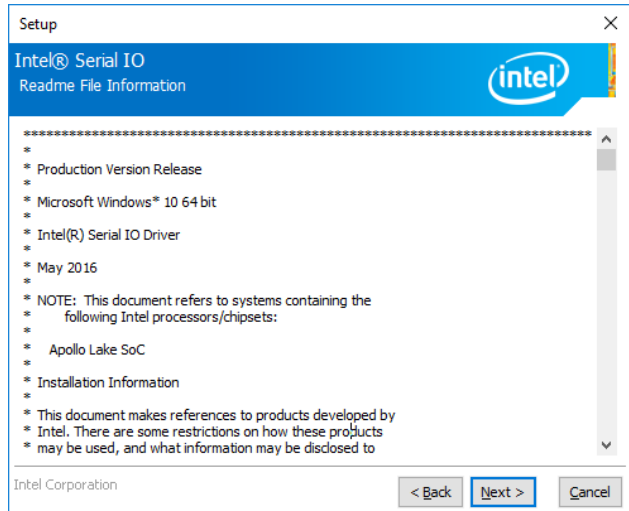 Setup
Intel® Serial IO
Readme File Information
intel
*****************************************************************************
*
* Production Version Release
*
* Microsoft Windows* 10 64 bit
*
* Intel(R) Serial IO Driver
*
* May 2016
*
* NOTE: This document refers to systems containing the
* following Intel processors/chipsets:
*
* Apollo Lake SoC
*
* Installation Information
*
* This document makes references to products developed by
* Intel. There are some restrictions on how these products
* may be used, and what information may be disclosed to
Intel Corporation
< Back
Next >
Cancel